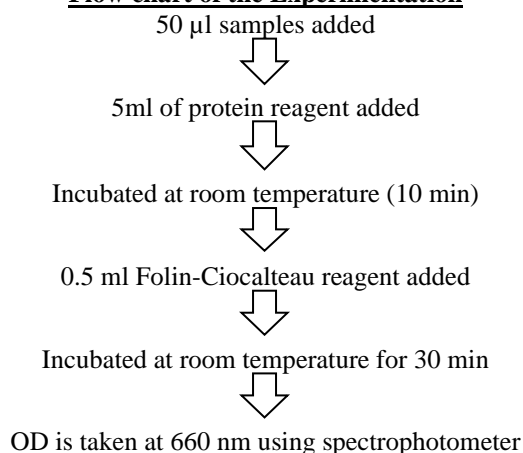 Flow chart of the Experimentation
50 µl samples added
5ml of protein reagent added
Incubated at room temperature (10 min)
0.5 ml Folin-Ciocalteau reagent added
Incubated at room temperature for 30 min
OD is taken at 660 nm using spectrophotometer